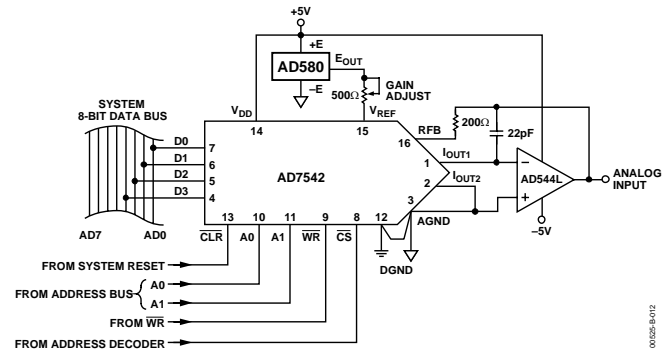 +5V
+E
AD580
EOUT
–E
500Ω
GAIN
ADJUST
SYSTEM
8-BIT DATA BUS
VDD
14
VREF
15
RFB
16
200Ω
22pF
D0
7
D1
6
D2
5
D3
4
AD7542
1
IOUT1
2
IOUT2
3
AGND
–
+
AD544L
ANALOG
INPUT
–5V
AD7
AD0
13
10
11
9
8
12
CLR
A0
A1
WR
CS
DGND
FROM SYSTEM RESET
FROM ADDRESS BUS
A0
A1
FROM WR
FROM ADDRESS DECODER
00525-B-012